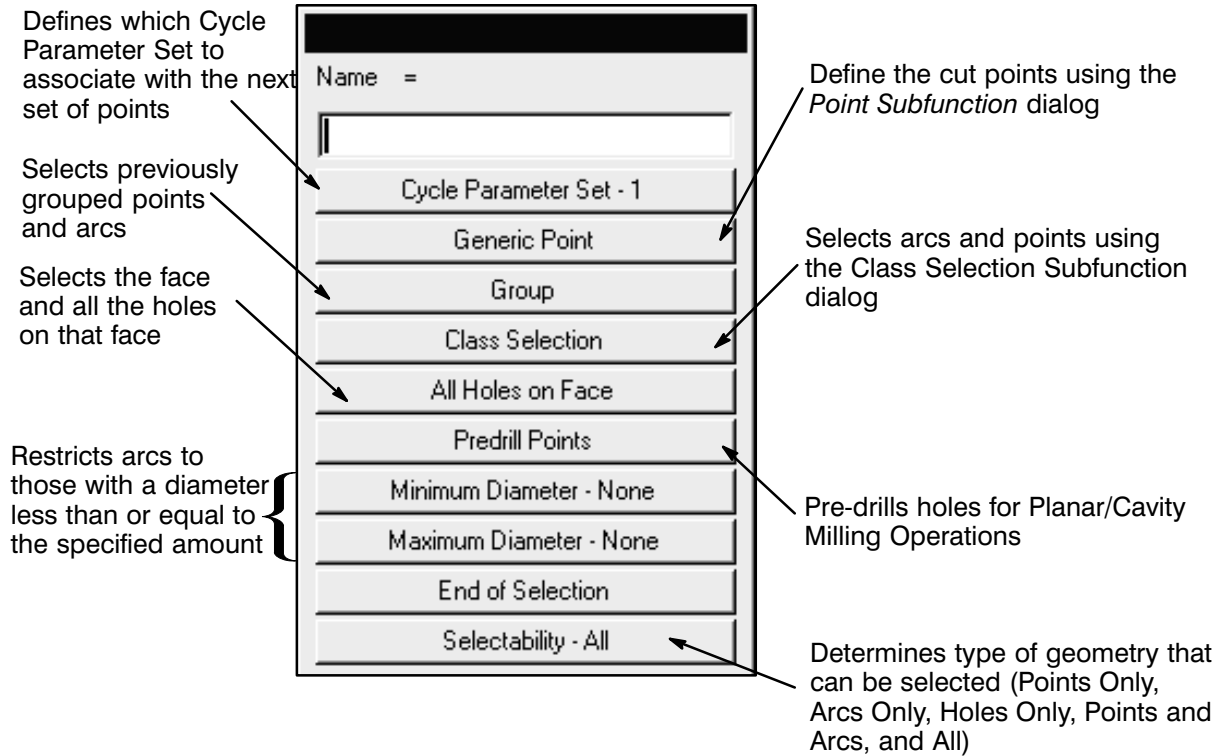 Defines which Cycle
Parameter Set to
associate with the next
set of points
Selects previously
grouped points
and arcs
Selects the face
and all the holes
on that face
Restricts arcs to
those with a diameter
less than or equal to
the specified amount
Name =
Cycle Parameter Set - 1
Generic Point
Group
Class Selection
All Holes on Face
Predrill Points
Minimum Diameter - None
Maximum Diameter - None
End of Selection
Selectability - All
Define the cut points using the
Point Subfunction dialog
Selects arcs and points using
the Class Selection Subfunction
dialog
Pre-drills holes for Planar/Cavity
Milling Operations
Determines type of geometry that
can be selected (Points Only,
Arcs Only, Holes Only, Points and
Arcs, and All)